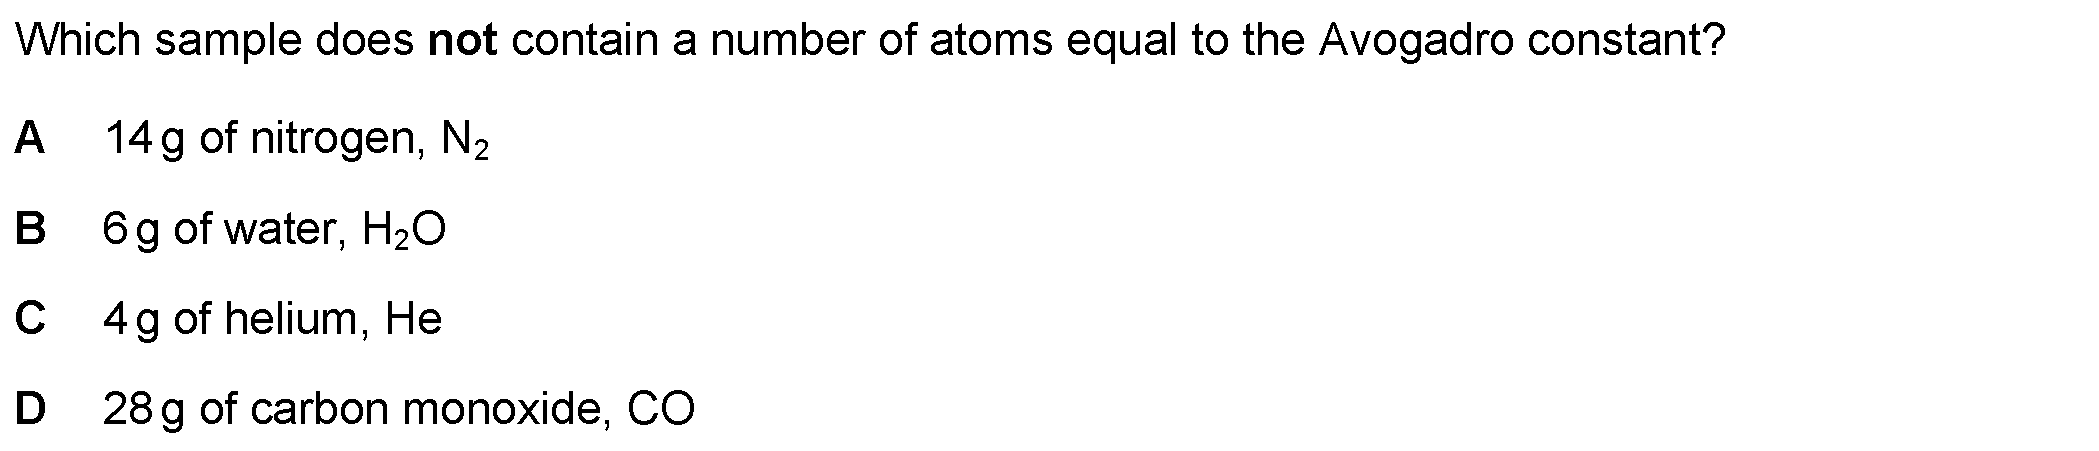 Which sample does not contain a number of atoms equal to the Avogadro constant?
A 14 g of nitrogen, N₂
B 6 g of water, H₂O
C 4 g of helium, He
D 28 g of carbon monoxide, CO